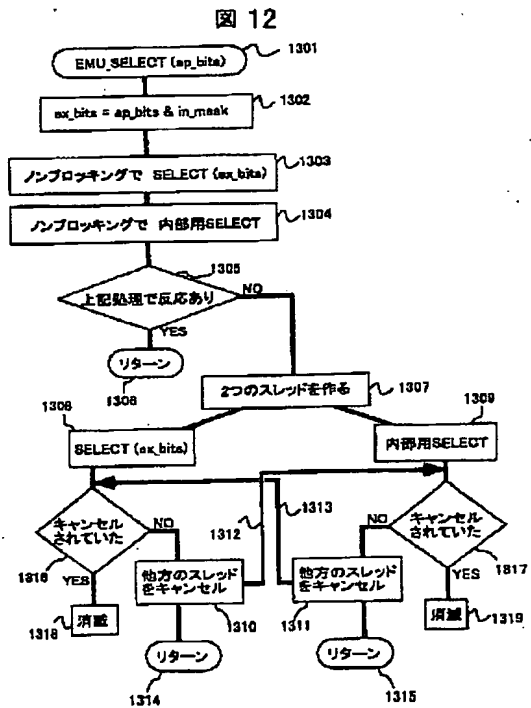 図 12
EMU_SELECT (ap_bits)
1301
ex_bits = ap_bits & in_mask
1302
ノンブロッキングで SELECT (ex_bits)
1303
ノンブロッキングで 内部用SELECT
1304
上記処理で反応あり
1305
NO
YES
リターン
1306
2つのスレッドを作る
1307
1308
SELECT (ex_bits)
1309
内部用SELECT
キャンセル
されていた
NO
YES
1316
1312
1313
キャンセル
されていた
NO
YES
1317
他方のスレッド
をキャンセル
1310
他方のスレッド
をキャンセル
1311
消滅
1318
消滅
1319
リターン
1314
リターン
1315